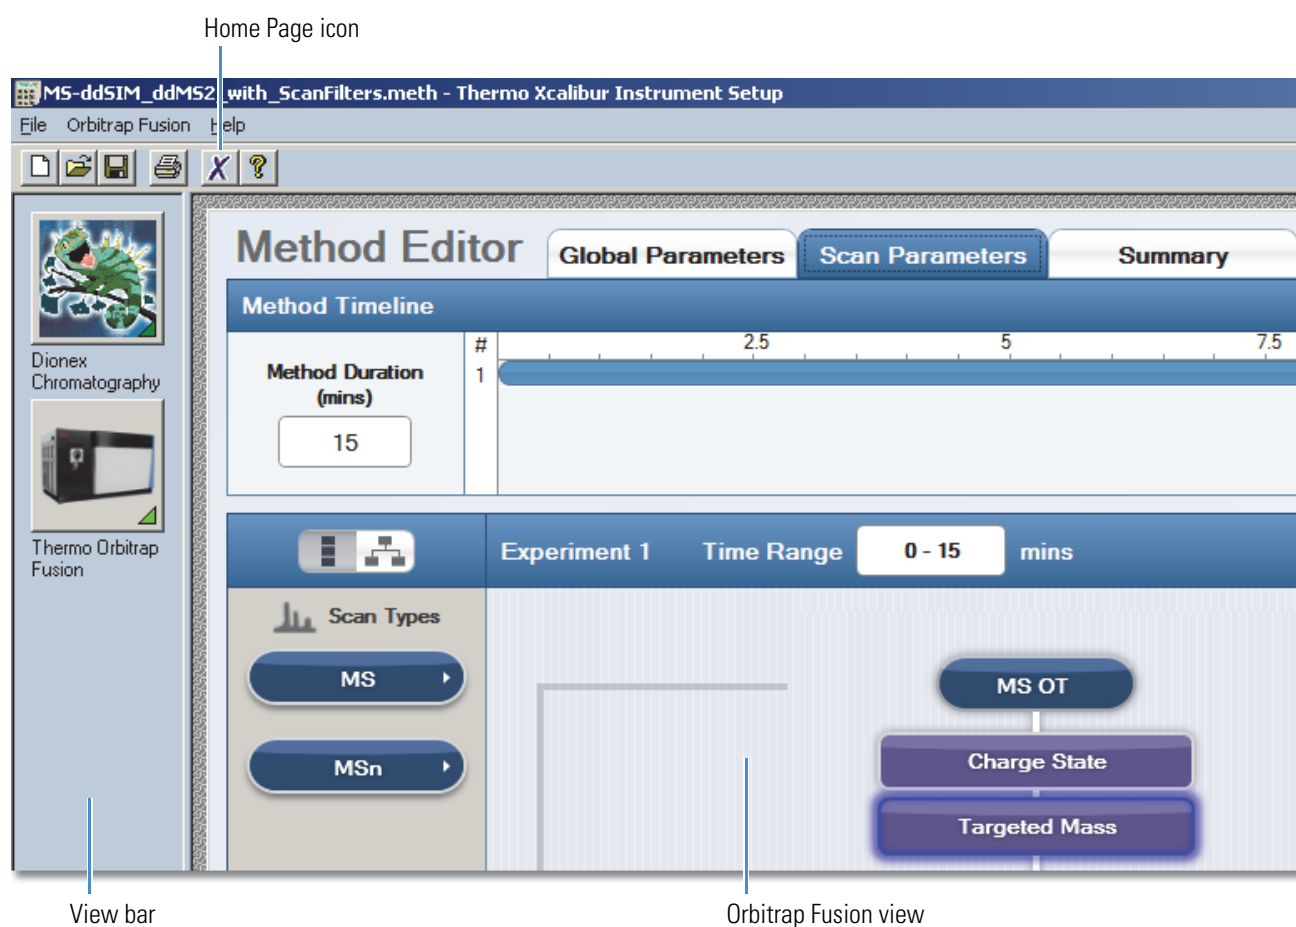 Home Page icon
MS-ddSIM_ddMS2_with_ScanFilters.meth - Thermo Xcalibur Instrument Setup
File Orbitrap Fusion Help
X ?
Method Editor Global Parameters Scan Parameters Summary
Method Timeline
# 2.5 5 7.5
Method Duration 1
(mins)
15
Dionex
Chromatography
Thermo Orbitrap
Fusion
Experiment 1 Time Range 0 - 15 mins
Scan Types
MS
MSn
MS OT
Charge State
Targeted Mass
View bar
Orbitrap Fusion view